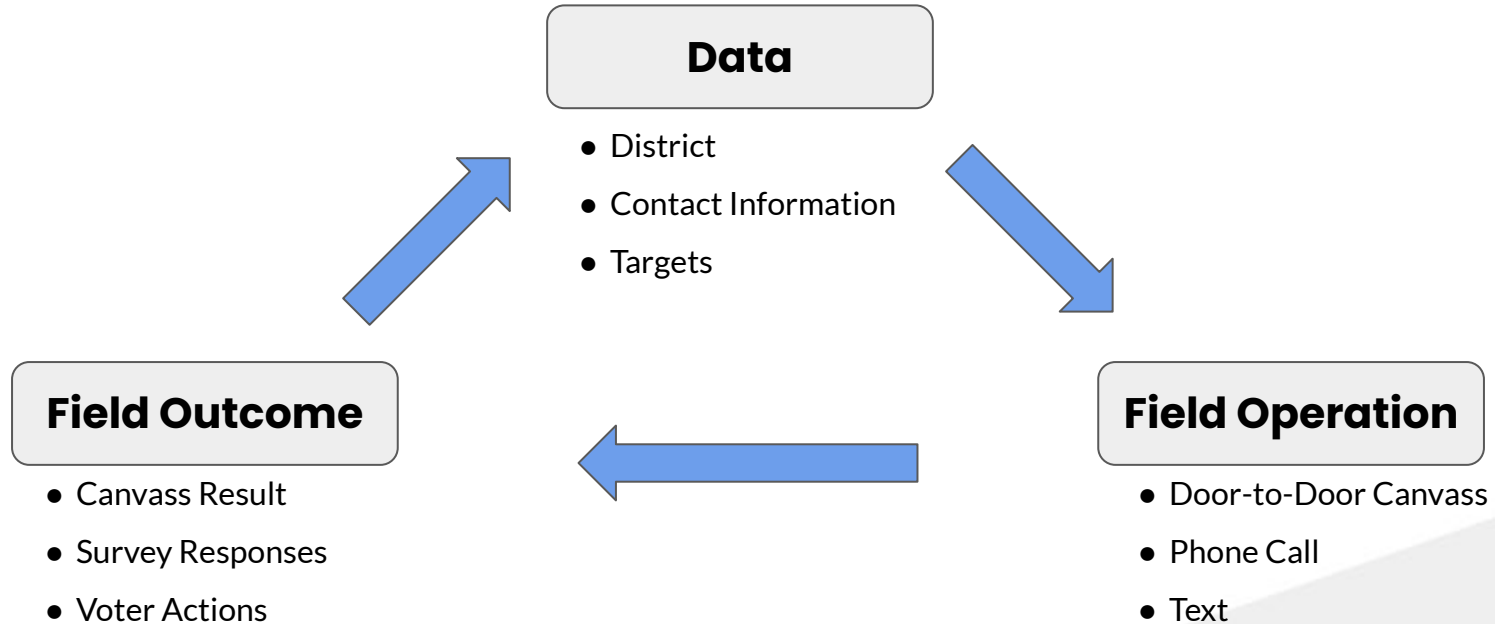 Data
● District
● Contact Information
● Targets
Field Outcome
● Canvass Result
● Survey Responses
● Voter Actions
Field Operation
● Door-to-Door Canvass
● Phone Call
● Text